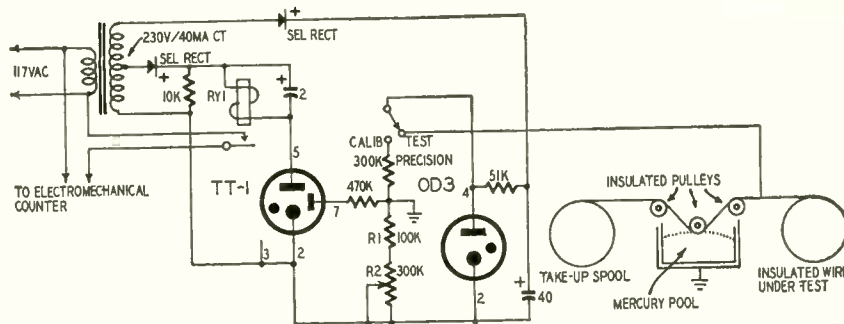 230V/40MA CT
SEL RECT
SEL RECT
117VAC
10K
RY1
2
CALIB
TEST
300K
PRECISION
5
TT-1
470K
7
OD3
4
51K
INSULATED PULLEYS
TO ELECTROMECHANICAL
COUNTER
R1
100K
3
2
R2
300K
2
40
TAKE-UP SPOOL
MERCURY POOL
INSULATED WIRE
UNDER TEST